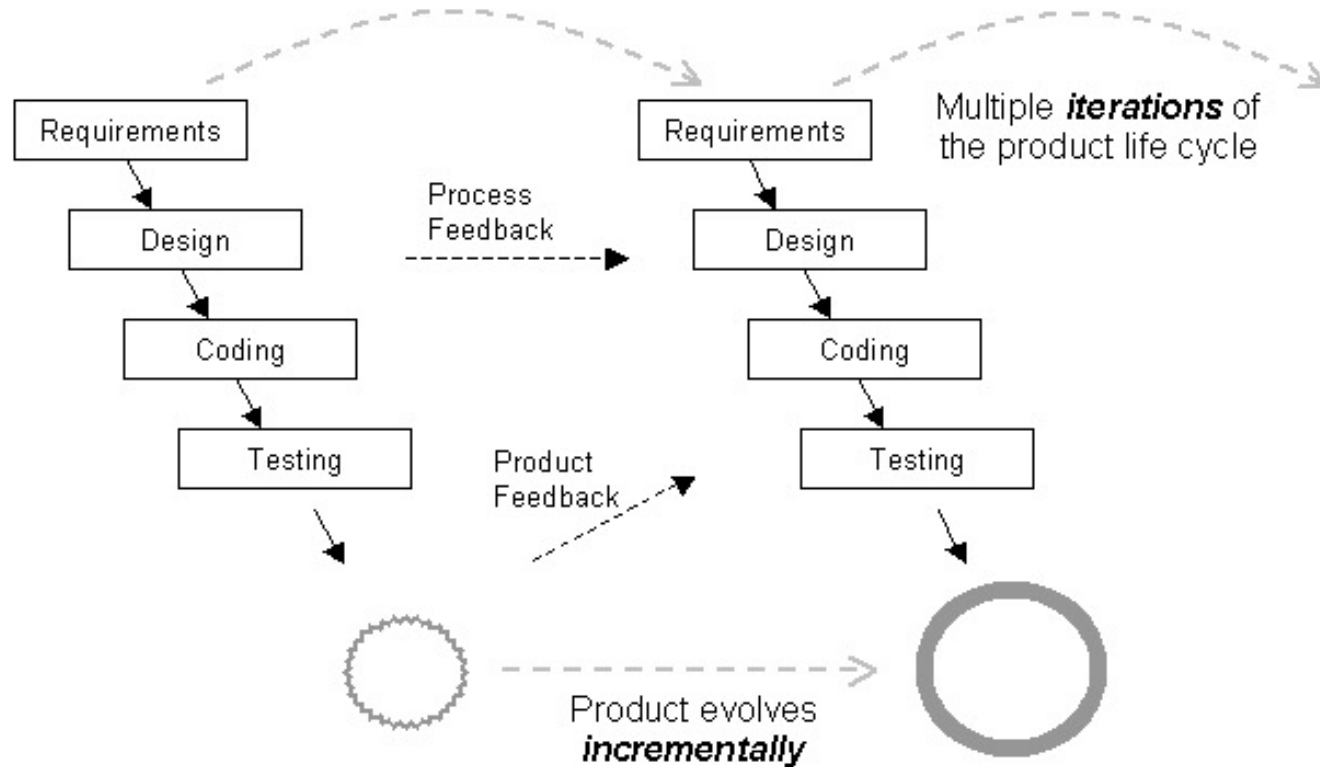 Requirements
Design
Coding
Testing
Process
Feedback
Product
Feedback
Requirements
Design
Coding
Testing
Multiple iterations of
the product life cycle
Product evolves
incrementally